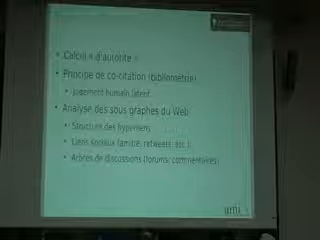 • Calcul « d'autorité »
• Principe de co-citation (bibliométrie)
• Jugement humain latent
• Analyse des sous graphes du Web
• Structure des hyperliens
• Liens sociaux (amitié, retweets, etc.)
• Arbres de discussions (forums, commentaires)